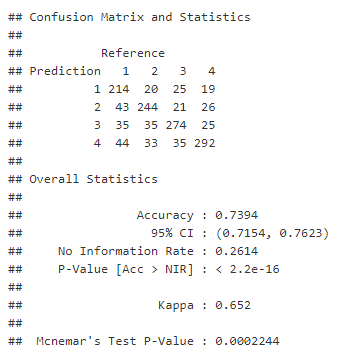 ## Confusion Matrix and Statistics
##
##           Reference
## Prediction   1   2   3   4
##          1 214  20  25  19
##          2  43 244  21  26
##          3  35  35 274  25
##          4  44  33  35 292
##
## Overall Statistics
##
##                Accuracy : 0.7394
##                  95% CI : (0.7154, 0.7623)
##     No Information Rate : 0.2614
##     P-Value [Acc > NIR] : < 2.2e-16
##
##                   Kappa : 0.652
##
##  Mcnemar's Test P-Value : 0.0002244